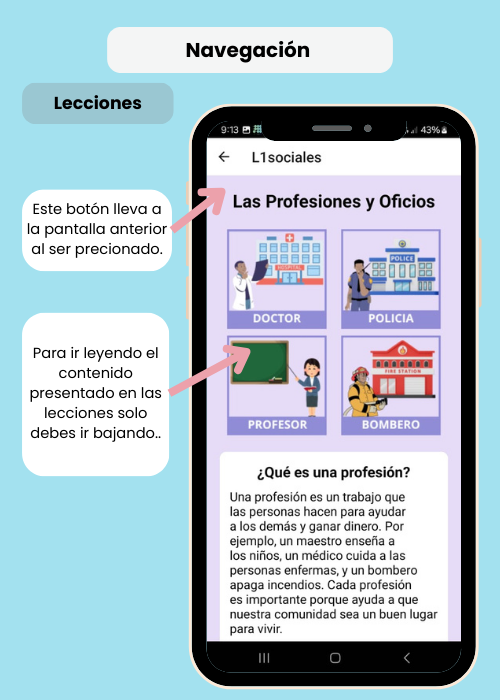 Navegación
Lecciones
9:13
43%
L1sociales
Este botón lleva a
la pantalla anterior
al ser precionado.
Las Profesiones y Oficios
HOSPITAL
POLICE
DOCTOR
POLICIA
Para ir leyendo el
contenido
presentado en las
lecciones solo
debes ir bajando..
FIRE STATION
PROFESOR
BOMBERO
¿Qué es una profesión?
Una profesión es un trabajo que
las personas hacen para ayudar
a los demás y ganar dinero. Por
ejemplo, un maestro enseña a
los niños, un médico cuida a las
personas enfermas, y un bombero
apaga incendios. Cada profesión
es importante porque ayuda a que
nuestra comunidad sea un buen lugar
para vivir.